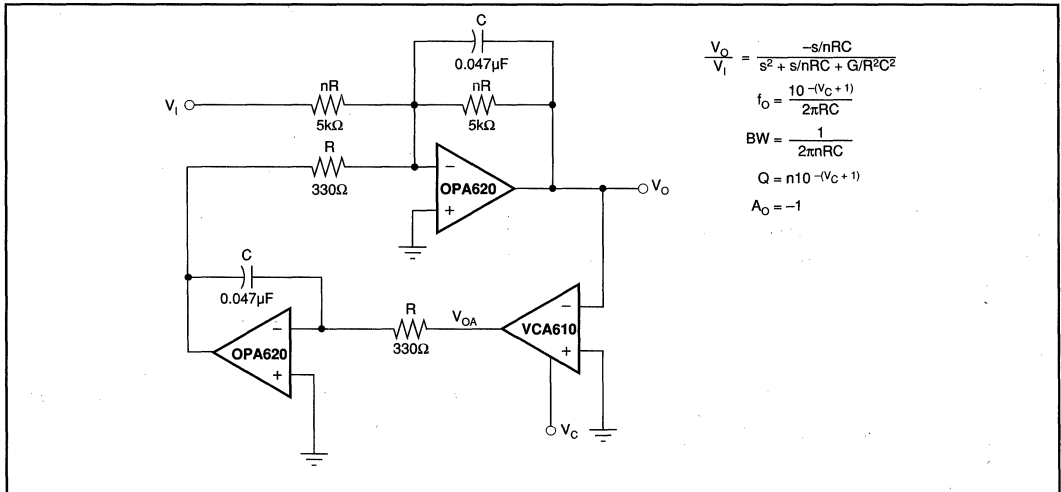 C
0.047µF
nR
nR
V_I
5kΩ
5kΩ
R
330Ω
−
+
OPA620
V_O
C
0.047µF
−
+
OPA620
R
330Ω
V_OA
VCA610
−
+
V_C
V_O/V_I = −s/nRC / s² + s/nRC + G/R²C²
f_O = 10^−(V_C + 1) / 2πRC
BW = 1 / 2πnRC
Q = n10^−(V_C + 1)
A_O = −1